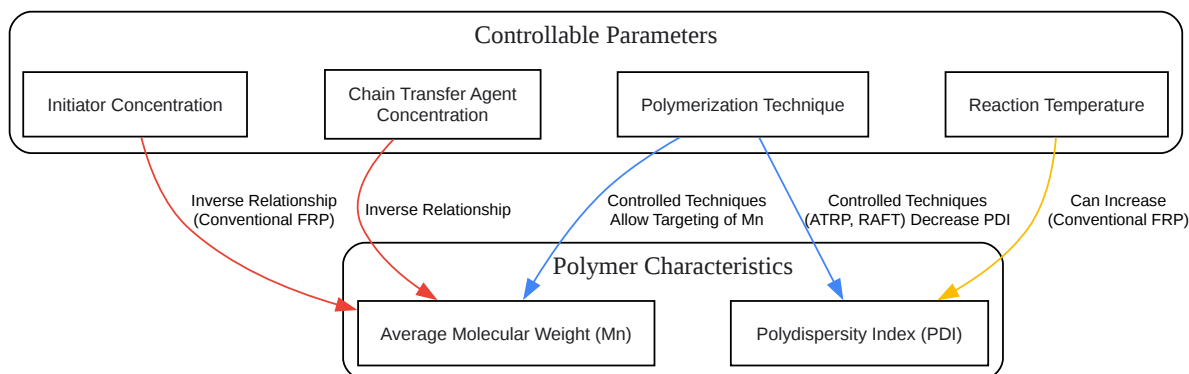 Controllable Parameters
Initiator Concentration
Chain Transfer Agent
Concentration
Polymerization Technique
Reaction Temperature
Inverse Relationship
(Conventional FRP)
Inverse Relationship
Controlled Techniques
Allow Targeting of Mn
Controlled Techniques
(ATRP, RAFT) Decrease PDI
Can Increase
(Conventional FRP)
Polymer Characteristics
Average Molecular Weight (Mn)
Polydispersity Index (PDI)